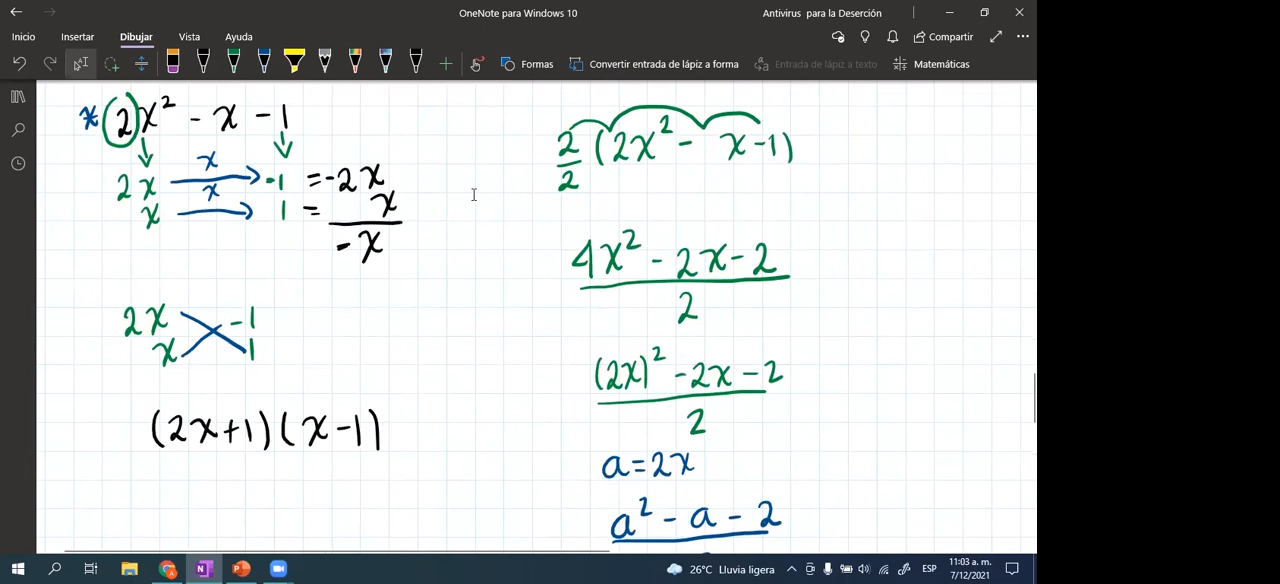 OneNote para Windows 10
Antivirus para la Deserción
Inicio Insertar Dibujar Vista Ayuda
Compartir
Formas Convertir entrada de lápiz a forma Entrada de lápiz a texto Matemáticas
* 2x² - x - 1
2x x -1 = -2x
x x 1 = x
-x
2x -1
x 1
(2x+1)(x-1)
2/2 (2x² - x - 1)
4x² - 2x - 2
2
(2x)² - 2x - 2
2
a = 2x
a² - a - 2
26°C Lluvia ligera
ESP
11:03 a. m.
7/12/2021